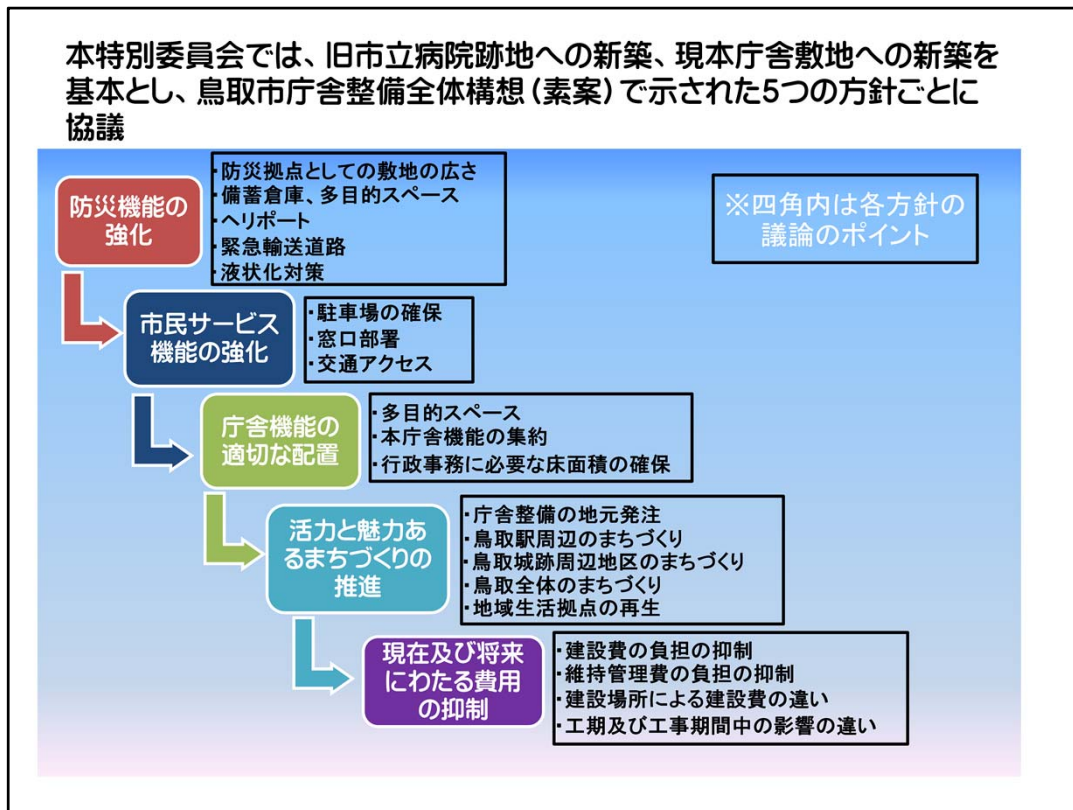 本特別委員会では、旧市立病院跡地への新築、現本庁舎敷地への新築を
基本とし、鳥取市庁舎整備全体構想(素案)で示された5つの方針ごとに
協議
防災機能の
強化
・防災拠点としての敷地の広さ
・備蓄倉庫、多目的スペース
・ヘリポート
・緊急輸送道路
・液状化対策
※四角内は各方針の
議論のポイント
市民サービス
機能の強化
・駐車場の確保
・窓口部署
・交通アクセス
庁舎機能の
適切な配置
・多目的スペース
・本庁舎機能の集約
・行政事務に必要な床面積の確保
活力と魅力あ
るまちづくりの
推進
・庁舎整備の地元発注
・鳥取駅周辺のまちづくり
・鳥取城跡周辺地区のまちづくり
・鳥取全体のまちづくり
・地域生活拠点の再生
現在及び将来
にわたる費用
の抑制
・建設費の負担の抑制
・維持管理費の負担の抑制
・建設場所による建設費の違い
・工期及び工事期間中の影響の違い